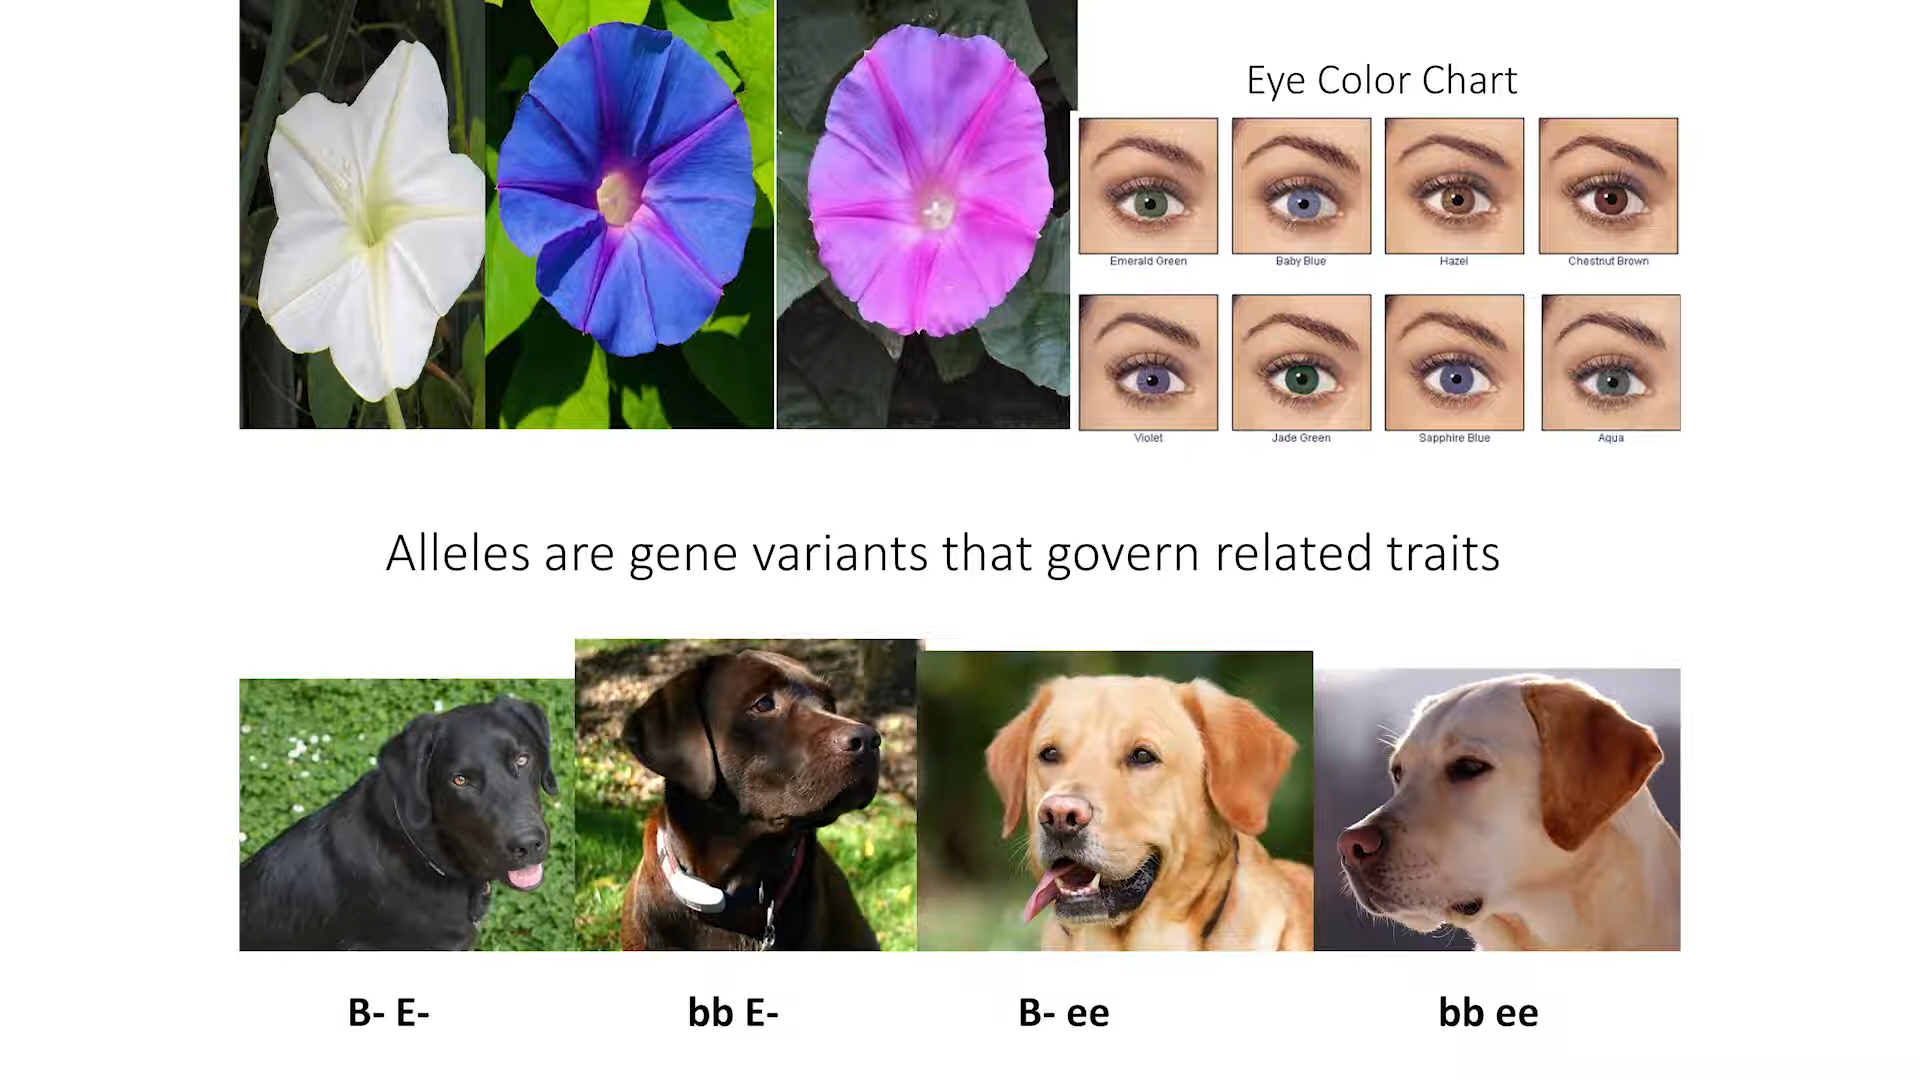 Eye Color Chart
Emerald Green
Baby Blue
Hazel
Chestnut Brown
Violet
Jade Green
Sapphire Blue
Aqua
Alleles are gene variants that govern related traits
B- E-
bb E-
B- ee
bb ee